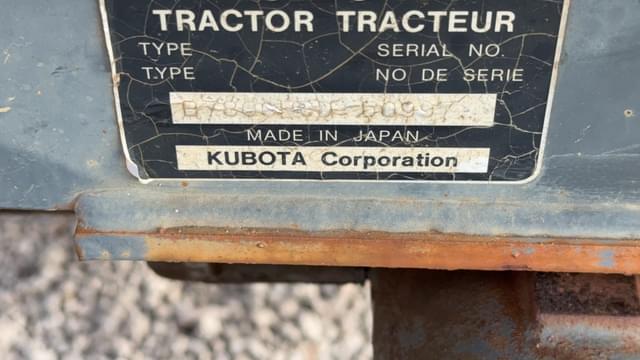 TRACTOR TRACTEUR
TYPE SERIAL NO.
TYPE NO DE SERIE
MADE IN JAPAN
KUBOTA Corporation